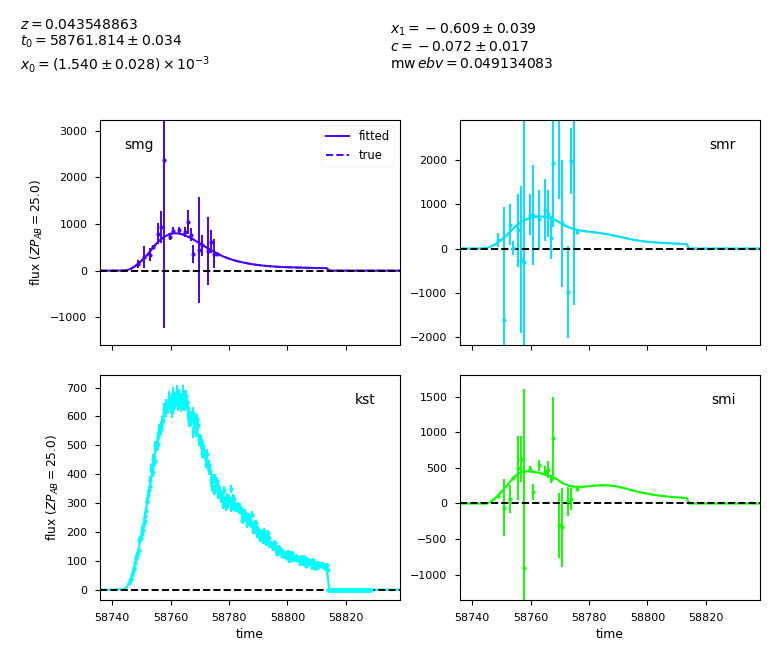 z = 0.043548863
t₀ = 58761.814 ± 0.034
x₀ = (1.540 ± 0.028) × 10⁻³
x₁ = −0.609 ± 0.039
c = −0.072 ± 0.017
mw ebv = 0.049134083
smg
fitted
true
3000
2000
1000
0
−1000
flux (ZP_AB = 25.0)
smr
2000
1000
0
−1000
−2000
kst
700
600
500
400
300
200
100
0
flux (ZP_AB = 25.0)
58740 58760 58780 58800 58820
time
smi
1500
1000
500
0
−500
−1000
58740 58760 58780 58800 58820
time